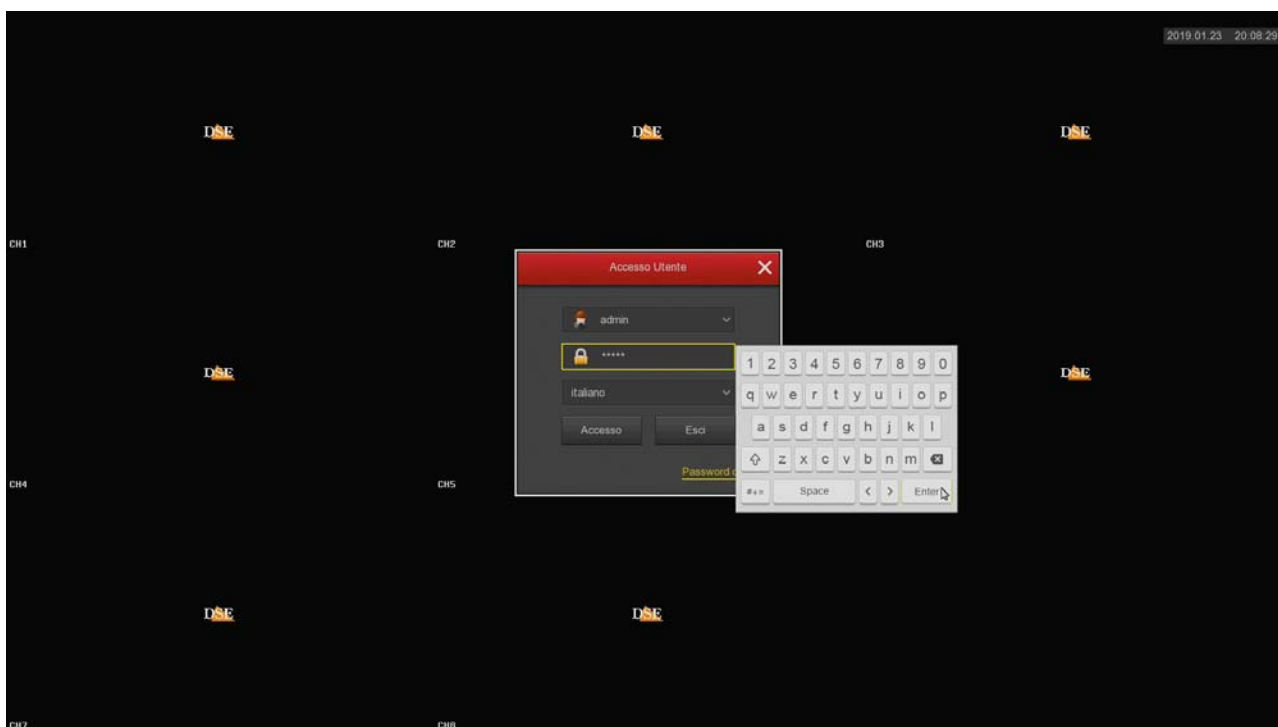 2019.01.23 20:08:29
DSE DSE DSE
CH1 CH2 CH3
Accesso Utente
admin
*****
italiano
Accesso Esci
Password
1 2 3 4 5 6 7 8 9 0
q w e r t y u i o p
a s d f g h j k l
z x c v b n m
#+= Space < > Enter
DSE DSE
CH4 CH5
DSE DSE
CH7 CH8